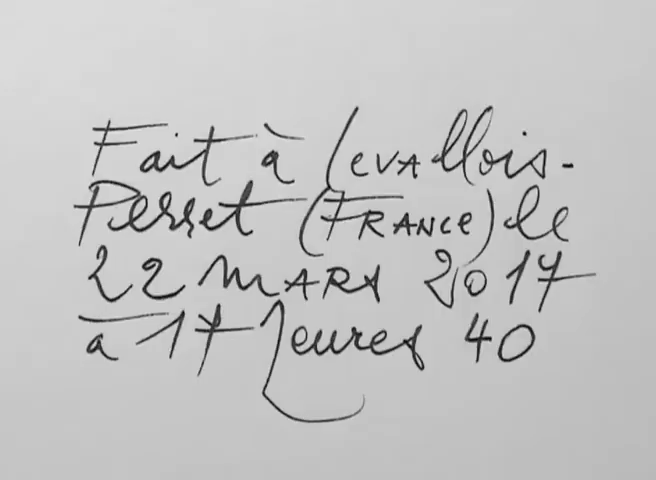 Fait à Levallois-
Perret (France) le
22 mars 2017
à 17 heures 40